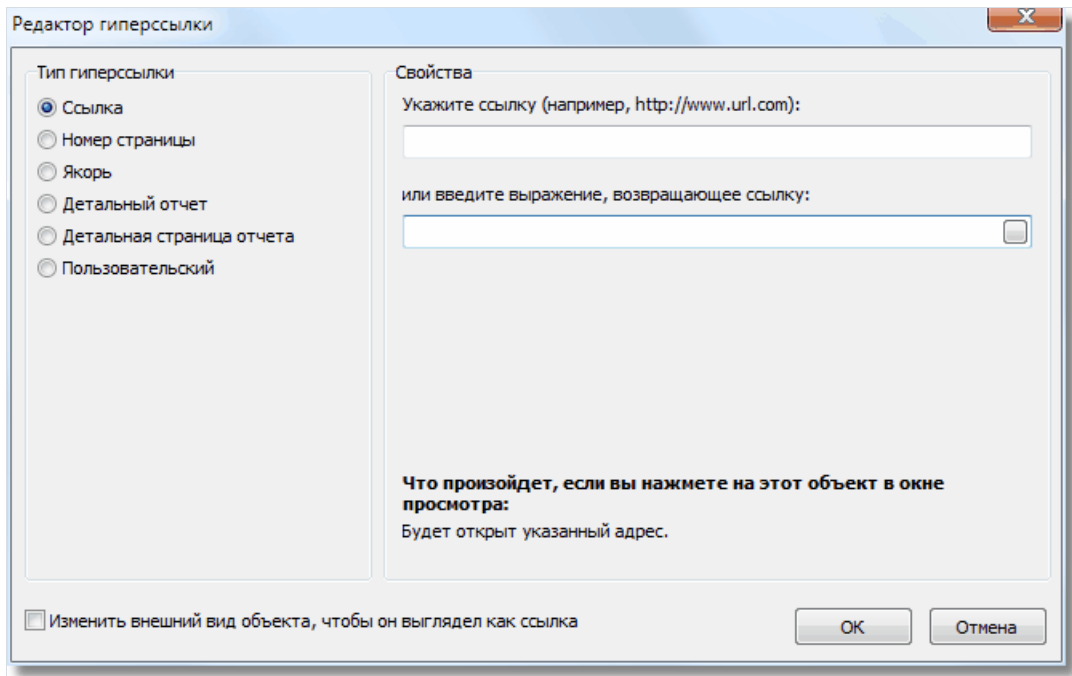 Редактор гиперссылки
Тип гиперссылки
Ссылка
Номер страницы
Якорь
Детальный отчет
Детальная страница отчета
Пользовательский
Свойства
Укажите ссылку (например, http://www.url.com):
или введите выражение, возвращающее ссылку:
Что произойдет, если вы нажмете на этот объект в окне
просмотра:
Будет открыт указанный адрес.
Изменить внешний вид объекта, чтобы он выглядел как ссылка
OK
Отмена